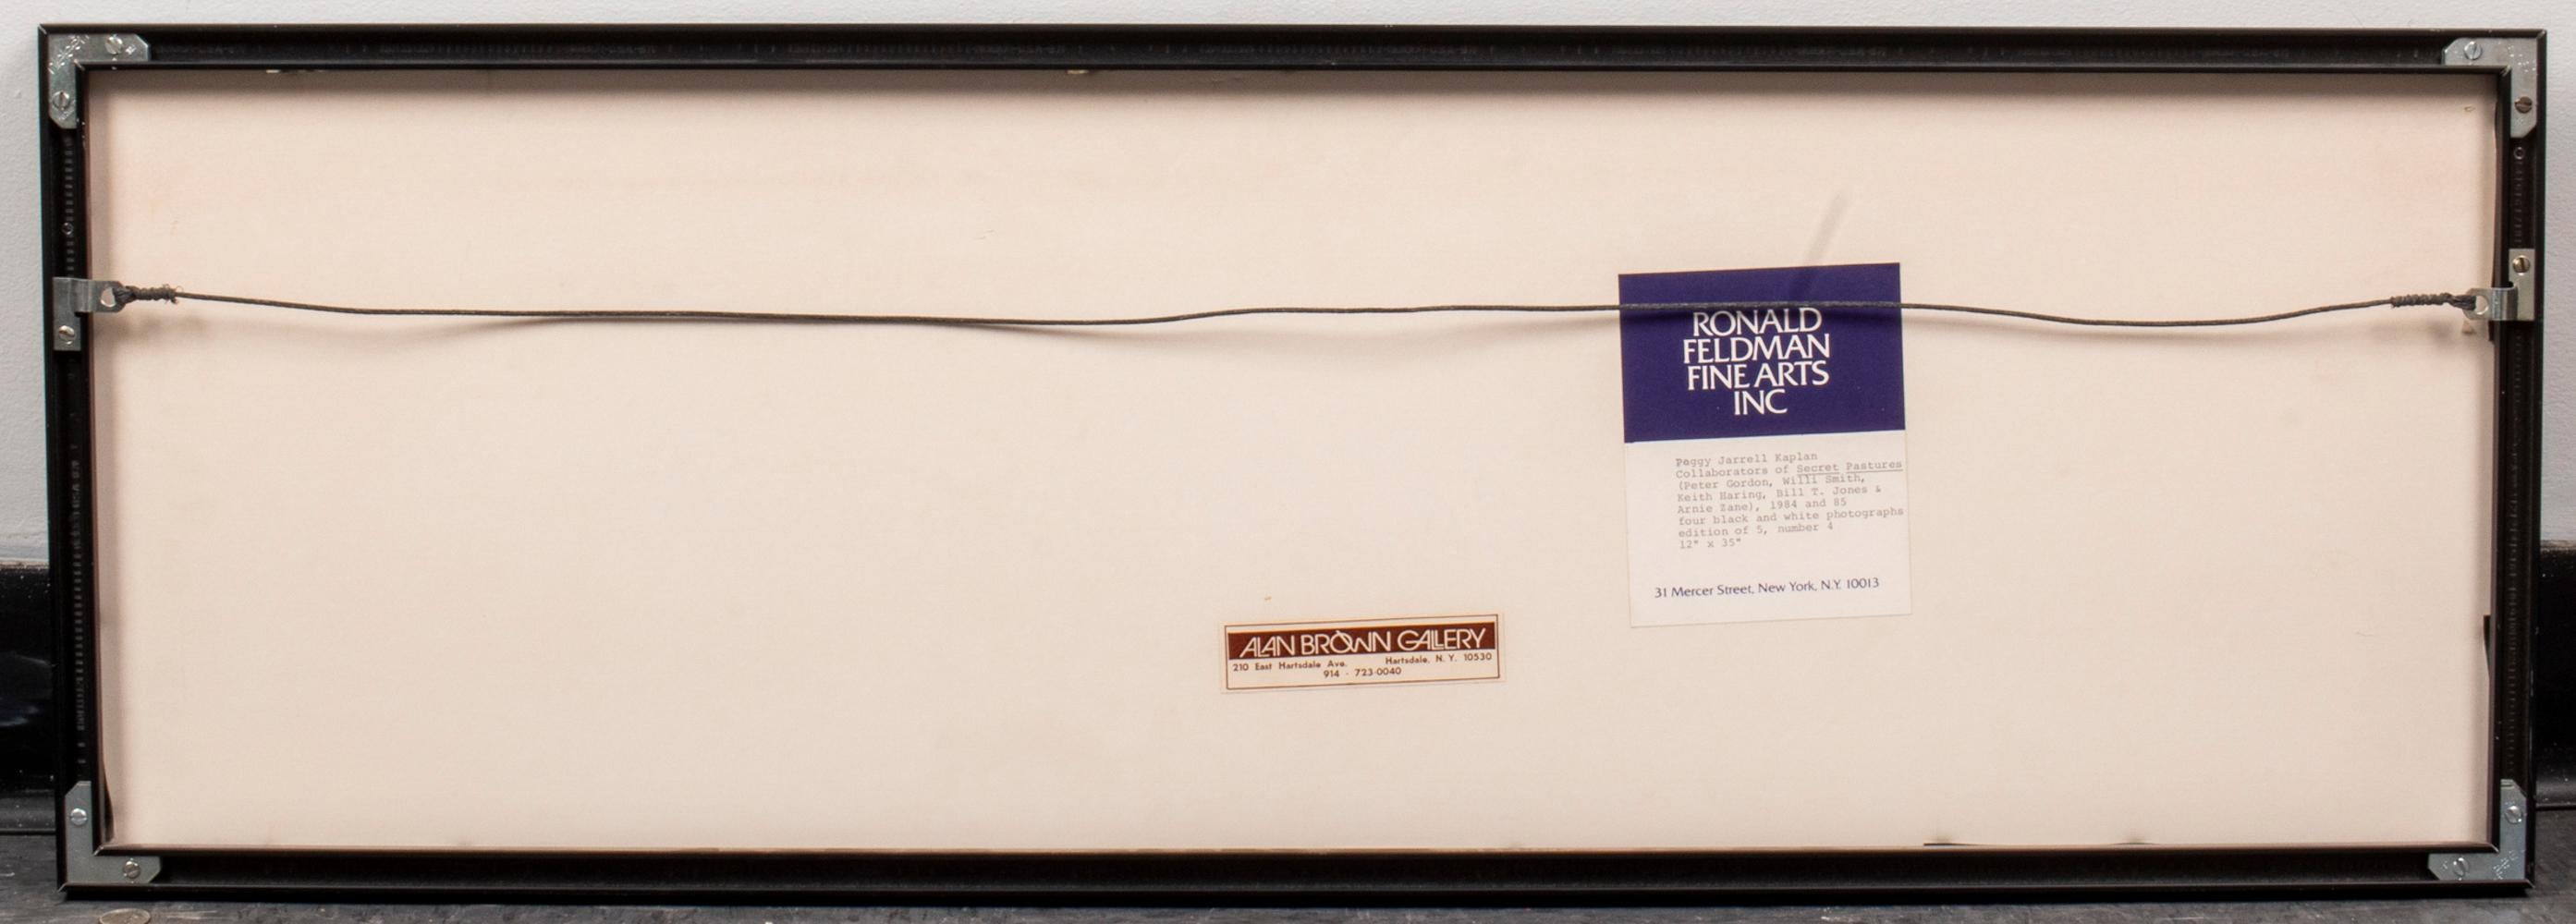 RONALD
FELDMAN
FINE ARTS
INC
Peggy Jarrell Kaplan
Collaborators of Secret Pastures
(Peter Gordon, Willi Smith,
Keith Haring, Bill T. Jones &
Arnie Zane), 1984 and 85
four black and white photographs
edition of 5, number 4
12" x 35"
31 Mercer Street, New York, N.Y. 10013
ALAN BROWN GALLERY
210 East Hartsdale Ave. Hartsdale, N. Y. 10530
914 - 723-0040